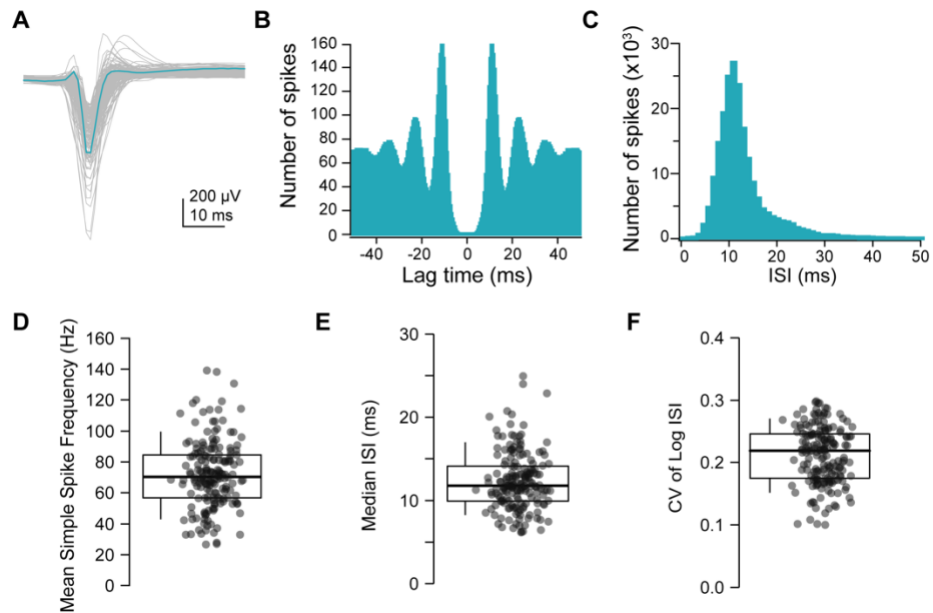 A
200 µV
10 ms
B
Number of spikes
160
140
120
100
80
60
40
20
0
-40 -20 0 20 40
Lag time (ms)
C
Number of spikes (x10³)
30
20
10
0
0 10 20 30 40 50
ISI (ms)
D
Mean Simple Spike Frequency (Hz)
160
140
120
100
80
60
40
20
0
E
Median ISI (ms)
30
20
10
0
F
CV of Log ISI
0.4
0.3
0.2
0.1
0.0